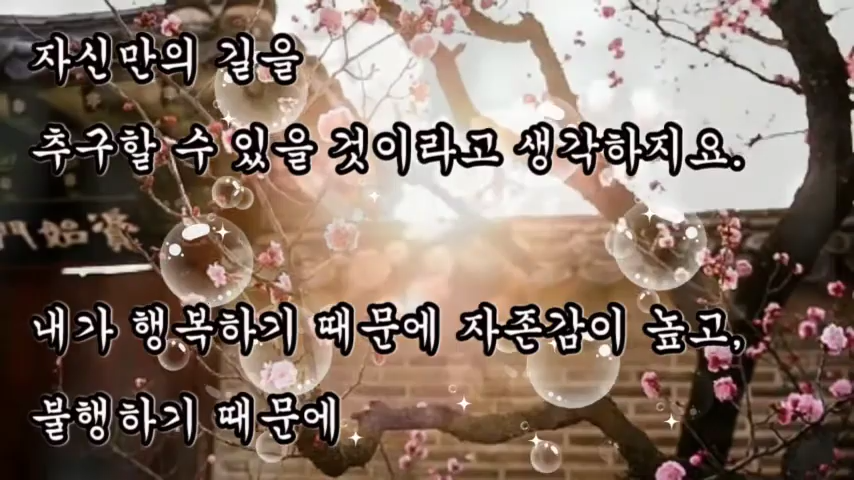 자신만의 길을
추구할 수 있을 것이라고 생각하지요.
내가 행복하기 때문에 자존감이 높고,
불행하기 때문에